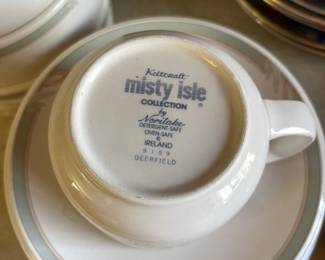 Keltcraft
misty isle ®
COLLECTION
by
Noritake
DETERGENT-SAFE
OVEN-SAFE
©
IRELAND
9159
DEERFIELD